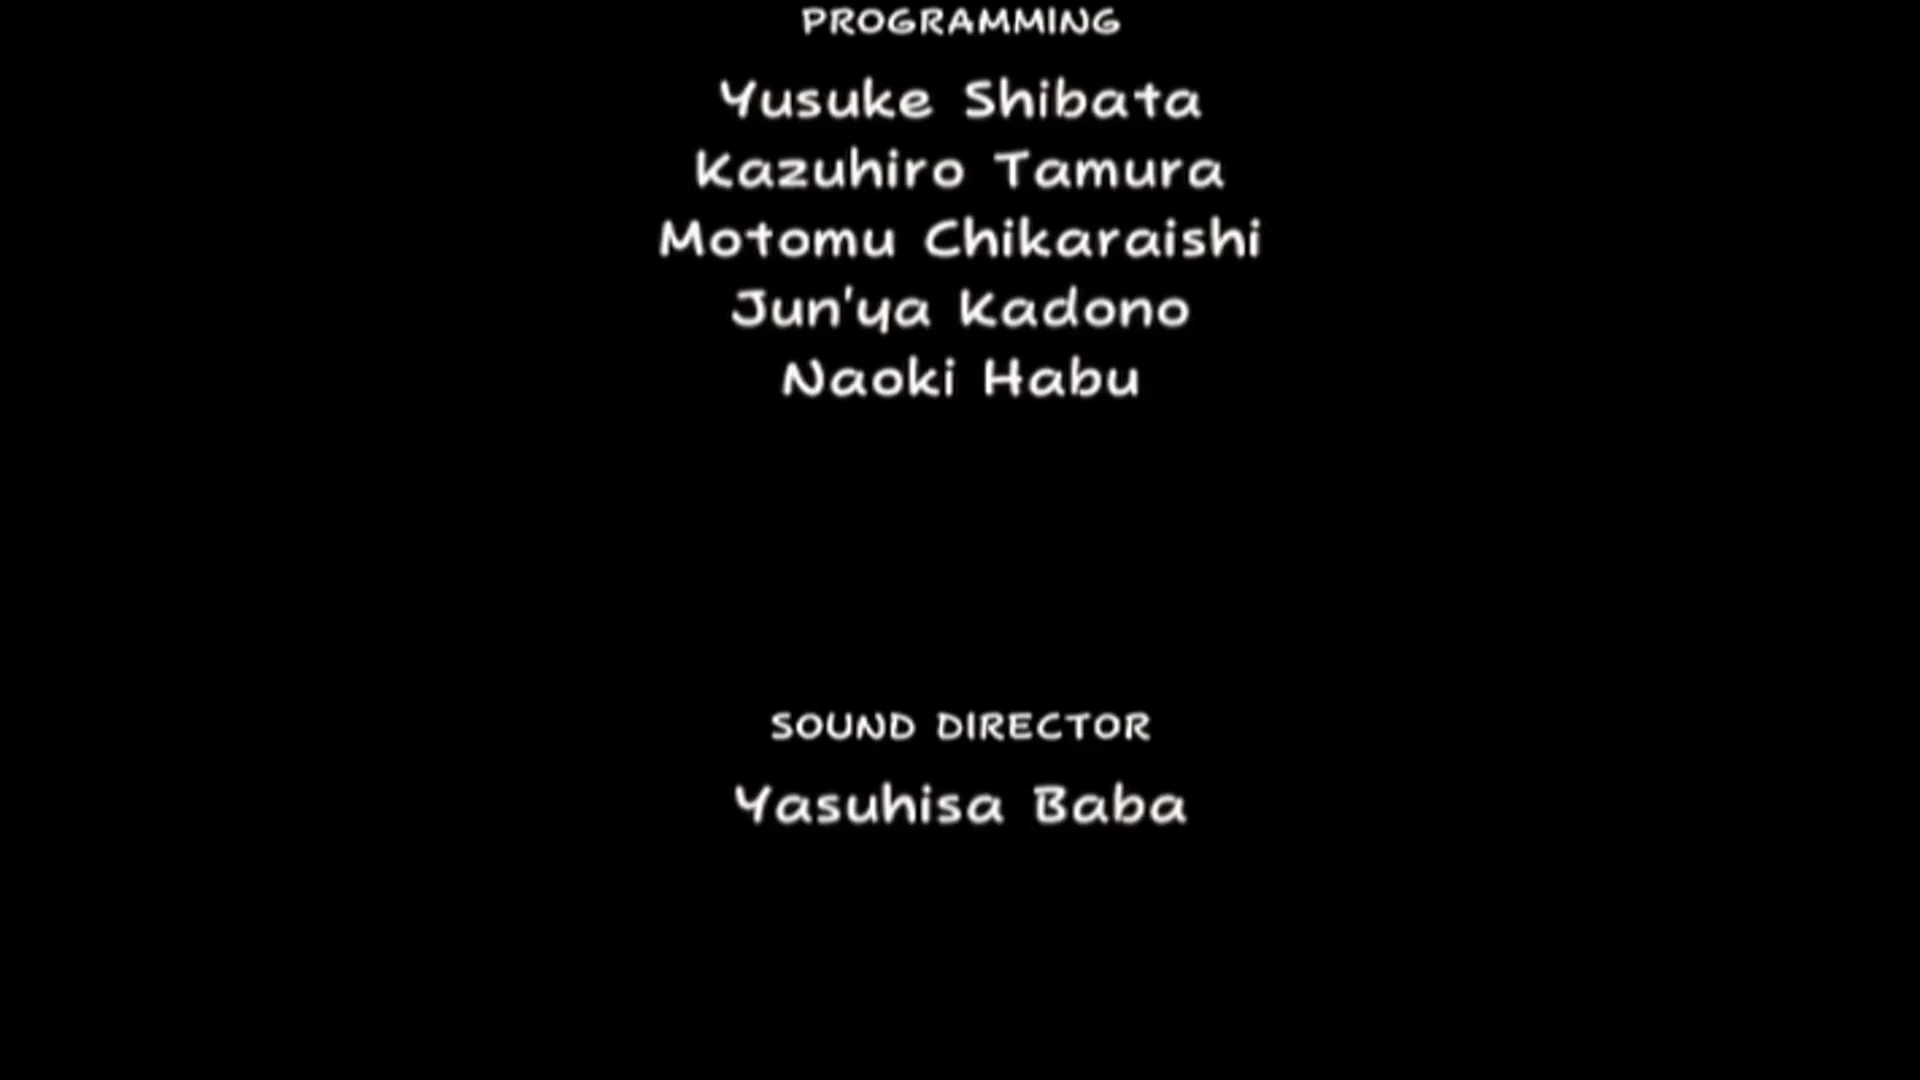 PROGRAMMING
Yusuke Shibata
Kazuhiro Tamura
Motomu Chikaraishi
Jun'ya Kadono
Naoki Habu
SOUND DIRECTOR
Yasuhisa Baba